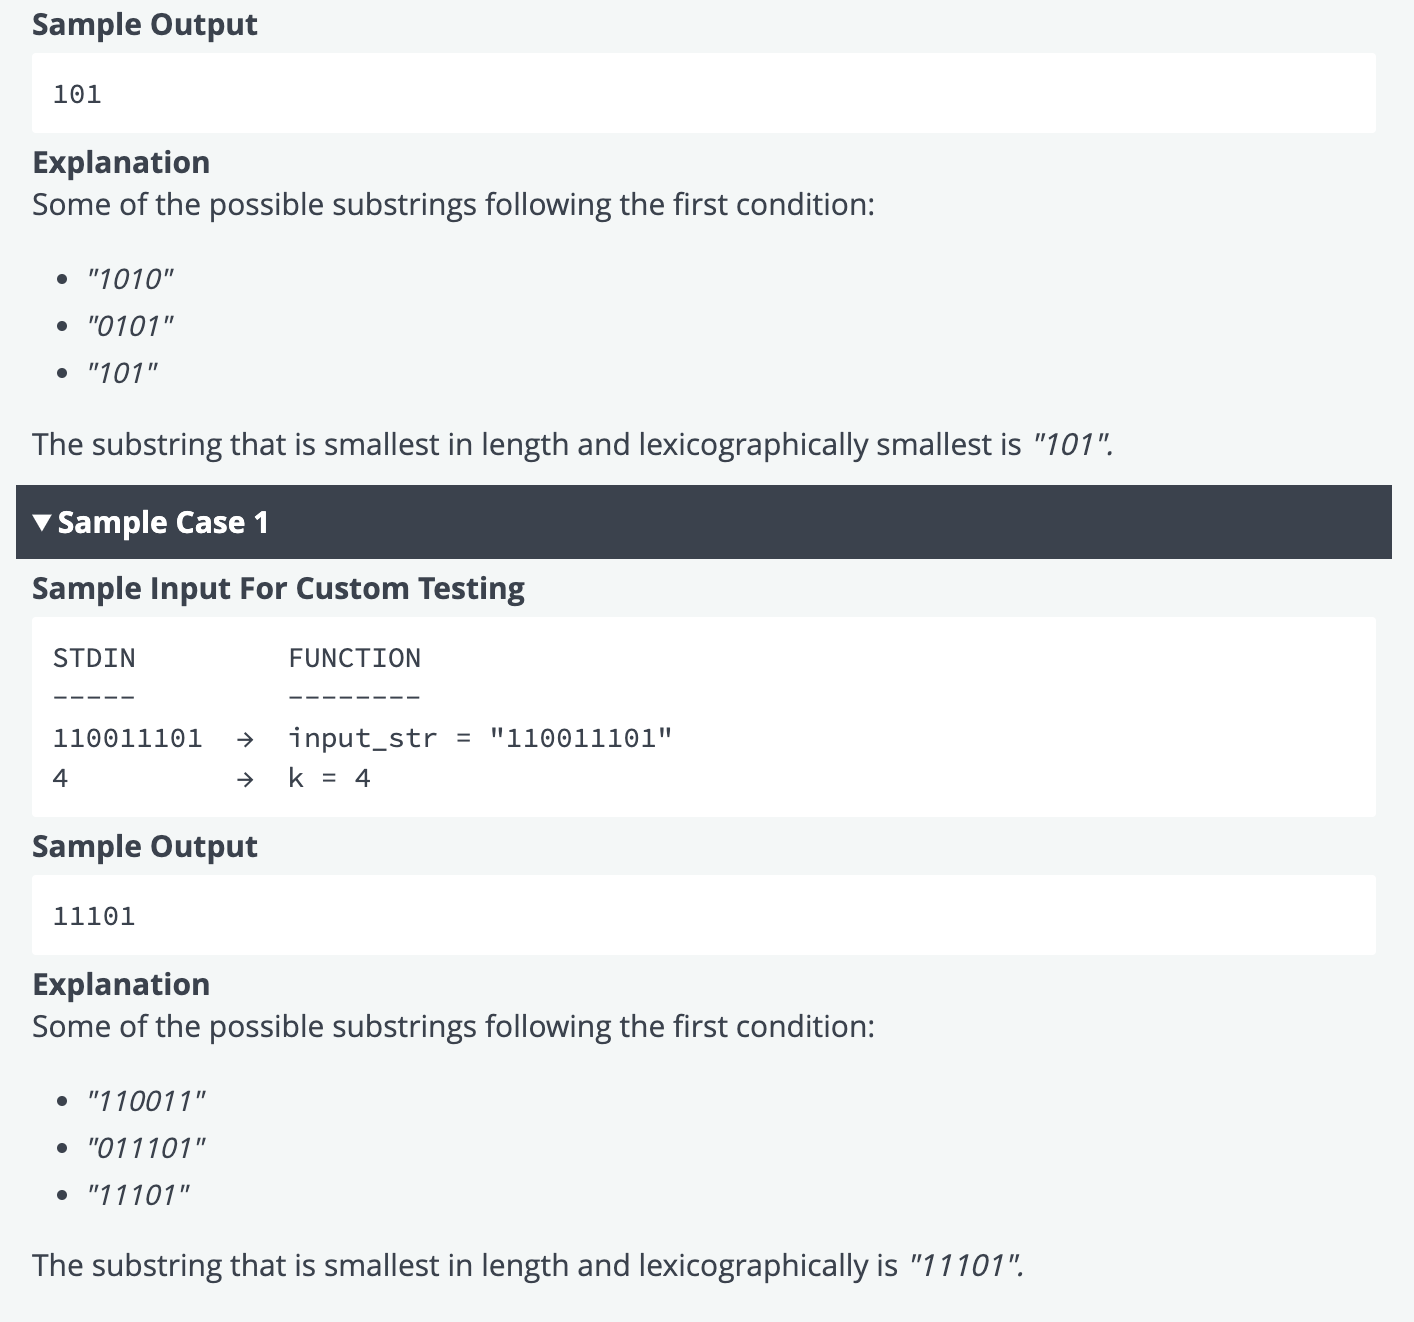 Sample Output
101
Explanation
Some of the possible substrings following the first condition:
• "1010"
• "0101"
• "101"
The substring that is smallest in length and lexicographically smallest is "101".
▼ Sample Case 1
Sample Input For Custom Testing
STDIN FUNCTION
----- --------
110011101 → input_str = "110011101"
4 → k = 4
Sample Output
11101
Explanation
Some of the possible substrings following the first condition:
• "110011"
• "011101"
• "11101"
The substring that is smallest in length and lexicographically is "11101".